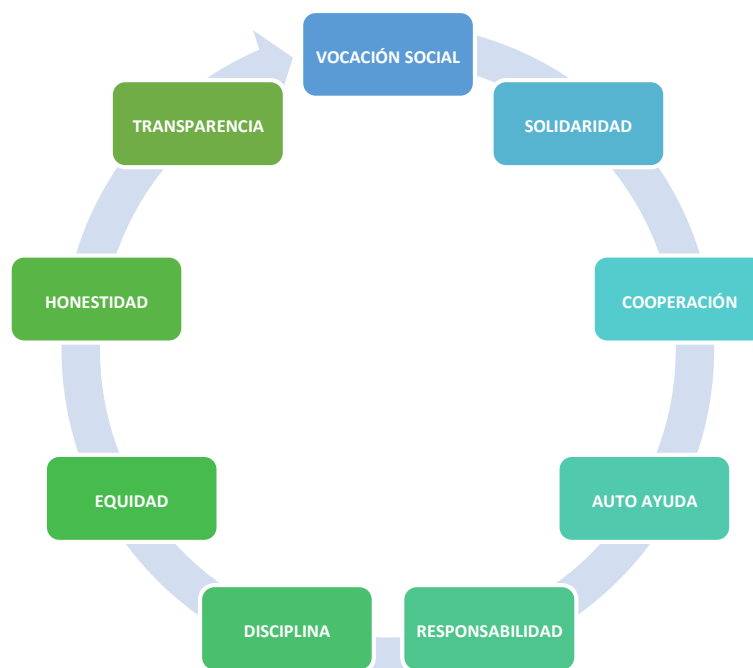 VOCACIÓN SOCIAL
SOLIDARIDAD
COOPERACIÓN
AUTO AYUDA
RESPONSABILIDAD
DISCIPLINA
EQUIDAD
HONESTIDAD
TRANSPARENCIA